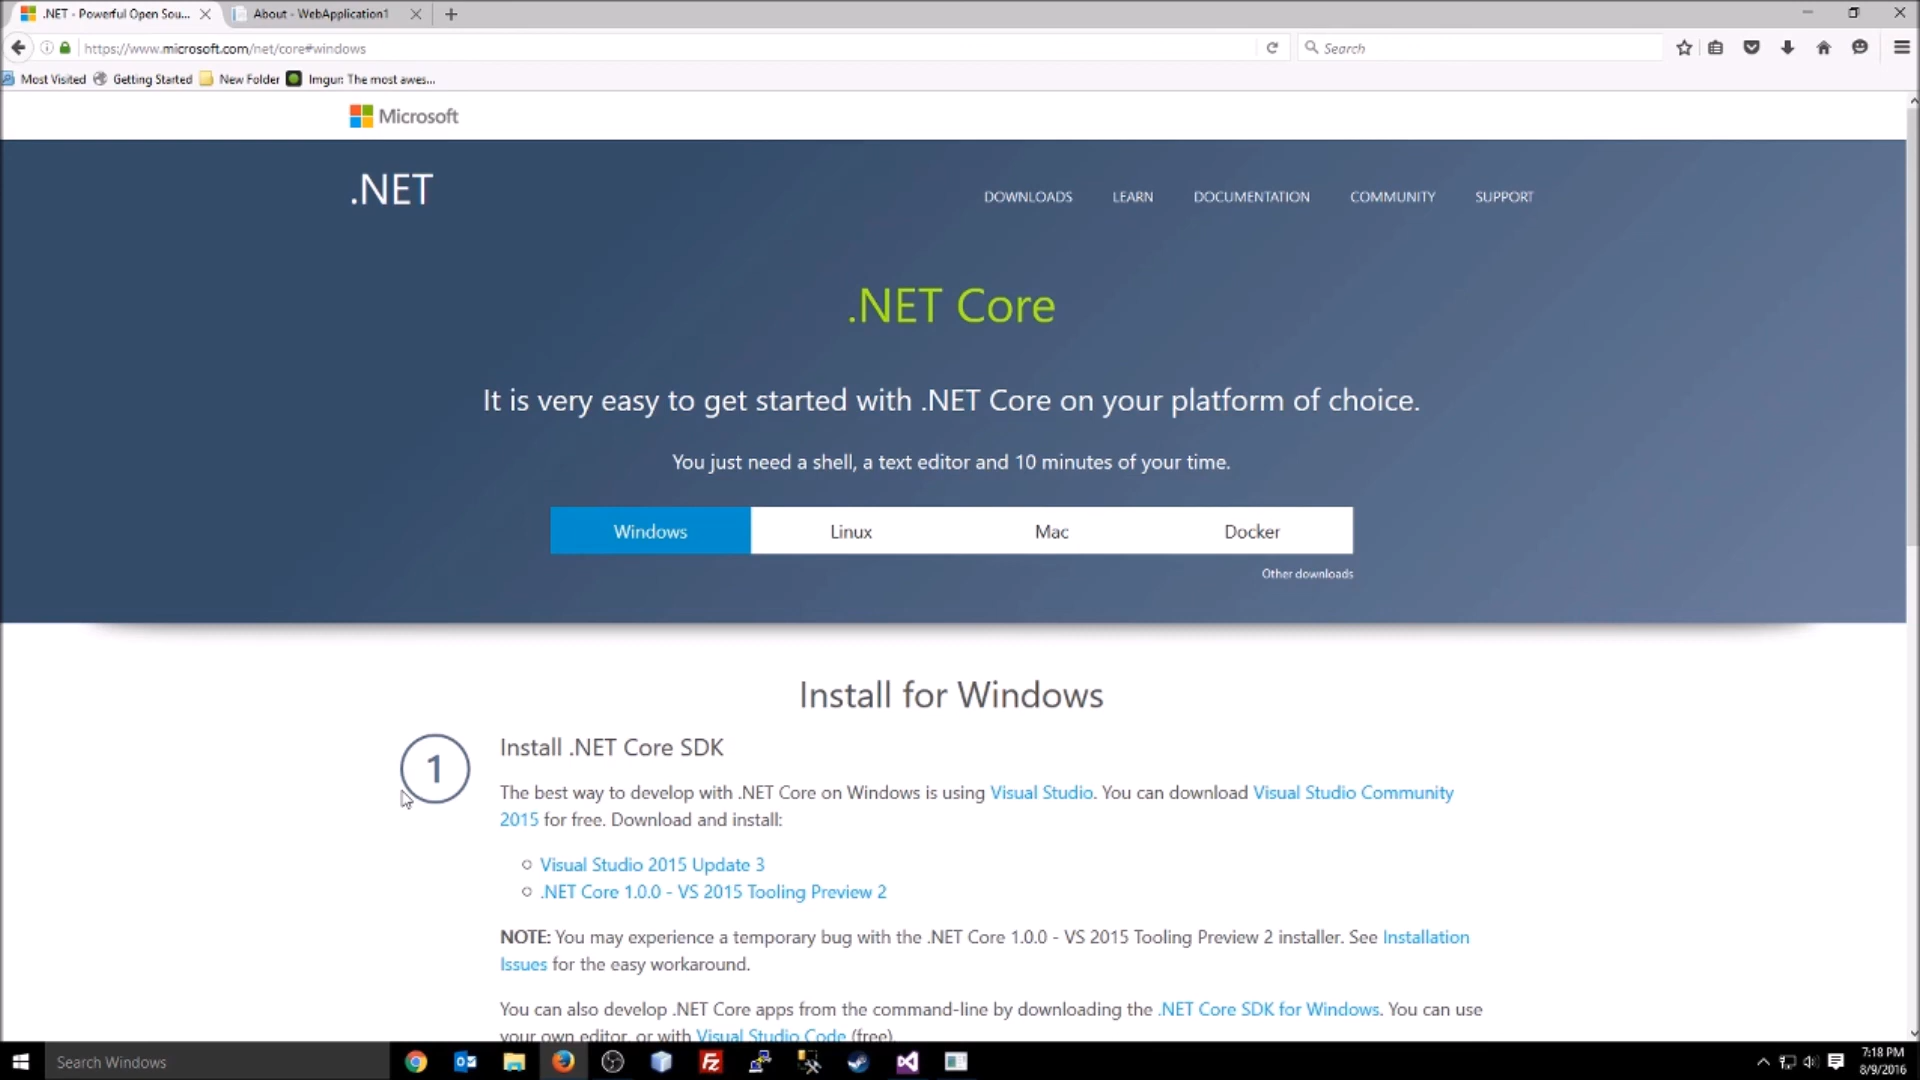 .NET - Powerful Open Sou...
About - WebApplication1
https://www.microsoft.com/net/core#windows
Search
Most Visited
Getting Started
New Folder
Imgur: The most awes...
Microsoft
.NET
DOWNLOADS
LEARN
DOCUMENTATION
COMMUNITY
SUPPORT
.NET Core
It is very easy to get started with .NET Core on your platform of choice.
You just need a shell, a text editor and 10 minutes of your time.
Windows
Linux
Mac
Docker
Other downloads
Install for Windows
1
Install .NET Core SDK
The best way to develop with .NET Core on Windows is using Visual Studio. You can download Visual Studio Community
2015 for free. Download and install:
Visual Studio 2015 Update 3
.NET Core 1.0.0 - VS 2015 Tooling Preview 2
NOTE: You may experience a temporary bug with the .NET Core 1.0.0 - VS 2015 Tooling Preview 2 installer. See Installation
Issues for the easy workaround.
You can also develop .NET Core apps from the command-line by downloading the .NET Core SDK for Windows. You can use
your own editor, or with Visual Studio Code (free).
Search Windows
7:18 PM
8/9/2016